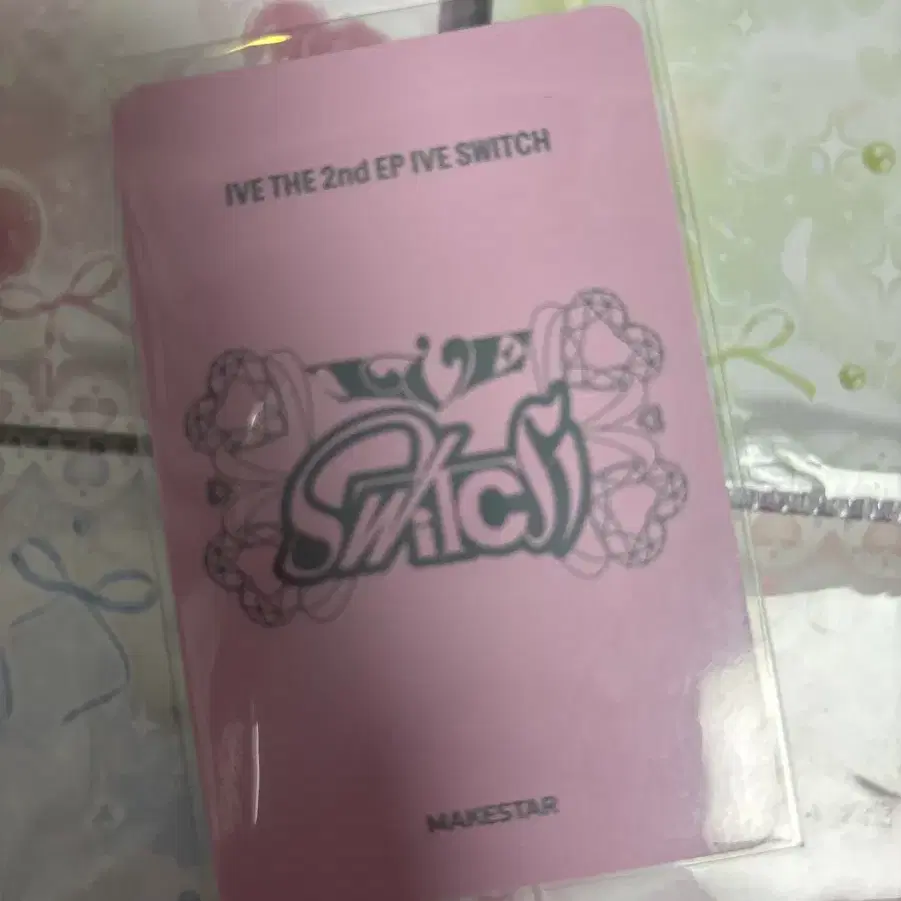 IVE THE 2nd EP IVE SWITCH
IVE
SWiTCH
MAKESTAR